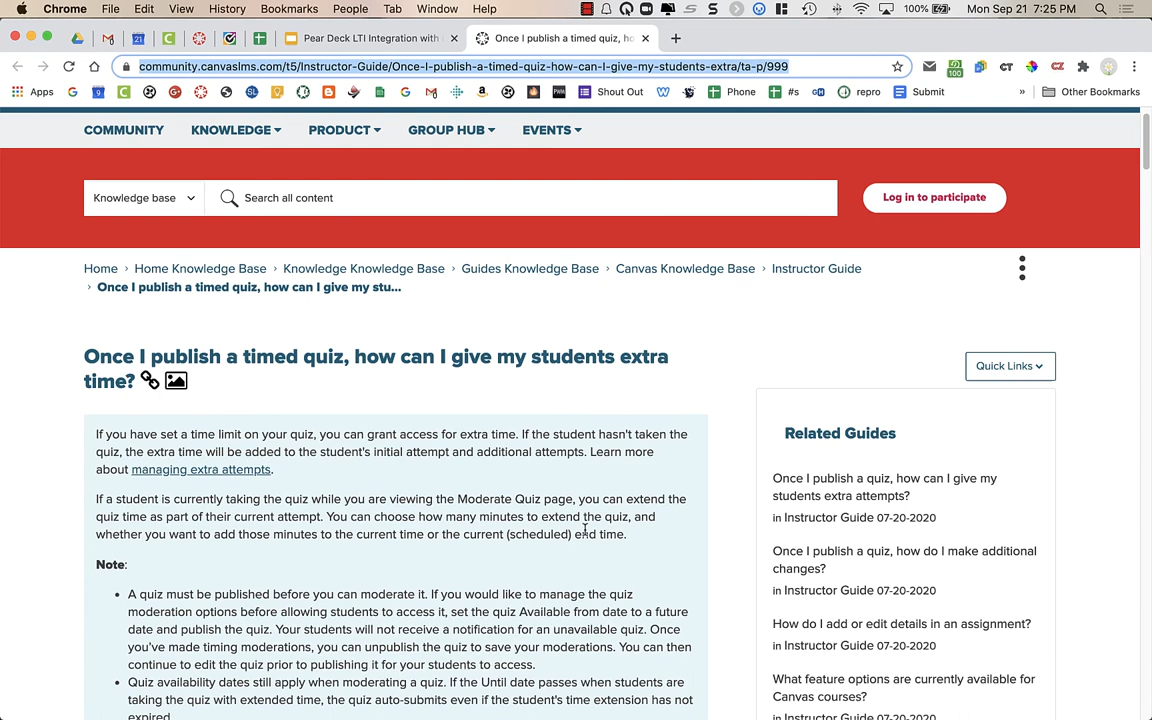 Chrome File Edit View History Bookmarks People Tab Window Help 100% Mon Sep 21 7:25 PM
Pear Deck LTI Integration with Once I publish a timed quiz, ho
community.canvaslms.com/t5/Instructor-Guide/Once-I-publish-a-timed-quiz-how-can-I-give-my-students-extra/ta-p/999
Apps Shout Out Phone #s repro Submit » Other Bookmarks
COMMUNITY KNOWLEDGE PRODUCT GROUP HUB EVENTS
Knowledge base Search all content Log in to participate
Home › Home Knowledge Base › Knowledge Knowledge Base › Guides Knowledge Base › Canvas Knowledge Base › Instructor Guide
› Once I publish a timed quiz, how can I give my stu...
Once I publish a timed quiz, how can I give my students extra
time?
Quick Links
If you have set a time limit on your quiz, you can grant access for extra time. If the student hasn't taken the
quiz, the extra time will be added to the student's initial attempt and additional attempts. Learn more
about managing extra attempts.
If a student is currently taking the quiz while you are viewing the Moderate Quiz page, you can extend the
quiz time as part of their current attempt. You can choose how many minutes to extend the quiz, and
whether you want to add those minutes to the current time or the current (scheduled) end time.
Note:
• A quiz must be published before you can moderate it. If you would like to manage the quiz
moderation options before allowing students to access it, set the quiz Available from date to a future
date and publish the quiz. Your students will not receive a notification for an unavailable quiz. Once
you've made timing moderations, you can unpublish the quiz to save your moderations. You can then
continue to edit the quiz prior to publishing it for your students to access.
• Quiz availability dates still apply when moderating a quiz. If the Until date passes when students are
taking the quiz with extended time, the quiz auto-submits even if the student's time extension has not
expired.
Related Guides
Once I publish a quiz, how can I give my
students extra attempts?
in Instructor Guide 07-20-2020
Once I publish a quiz, how do I make additional
changes?
in Instructor Guide 07-20-2020
How do I add or edit details in an assignment?
in Instructor Guide 07-20-2020
What feature options are currently available for
Canvas courses?
in Instructor Guide 07-20-2020